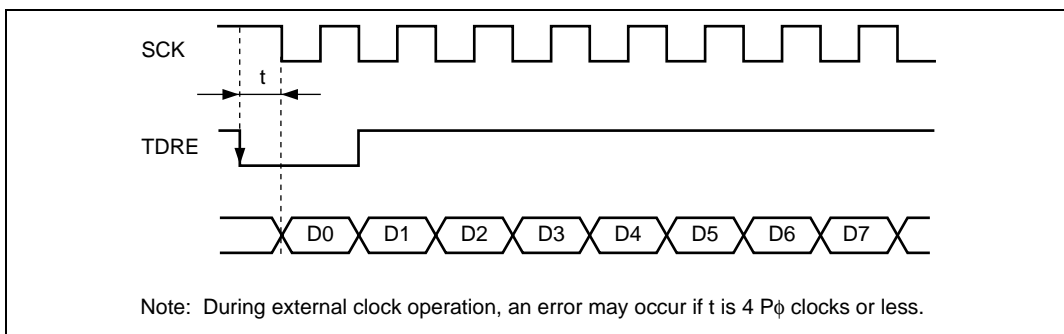 SCK
t
TDRE
D0 D1 D2 D3 D4 D5 D6 D7
Note: During external clock operation, an error may occur if t is 4 Pϕ clocks or less.